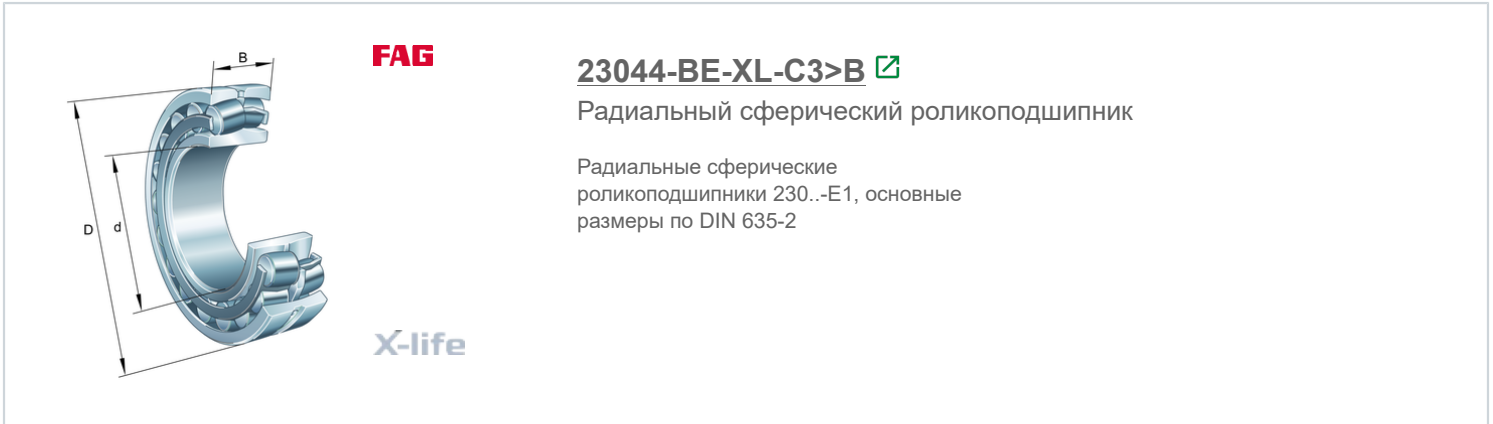 FAG
B
D
d
X-life
23044-BE-XL-C3>B
Радиальный сферический роликоподшипник
Радиальные сферические
роликоподшипники 230..-E1, основные
размеры по DIN 635-2